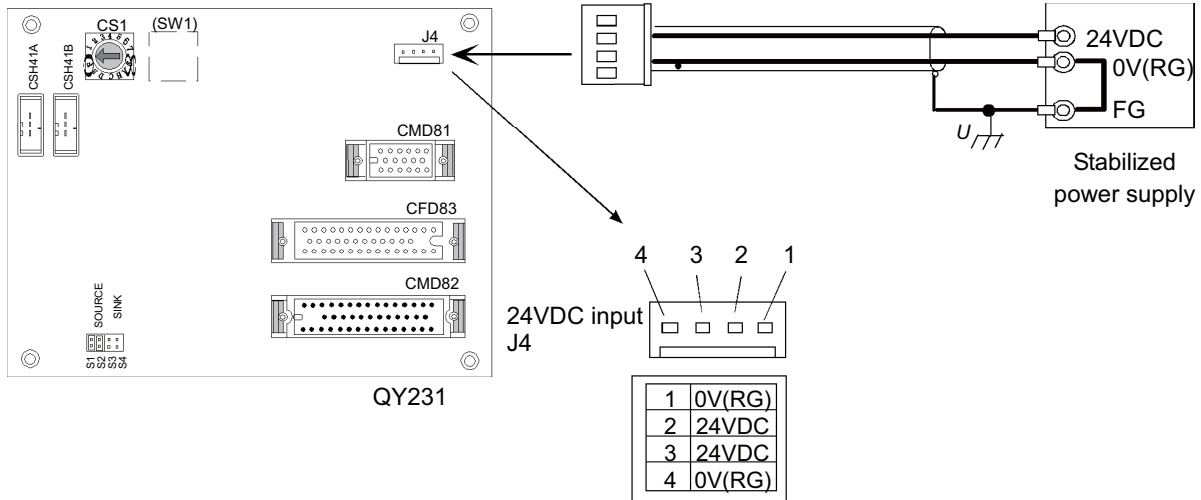 CS1
(SW1)
CSH41A
CSH41B
J4
CMD81
CFD83
CMD82
SOURCE
SINK
S1
S2
S3
S4
QY231
24VDC
0V(RG)
FG
U
Stabilized
power supply
4 3 2 1
24VDC input
J4
1 0V(RG)
2 24VDC
3 24VDC
4 0V(RG)